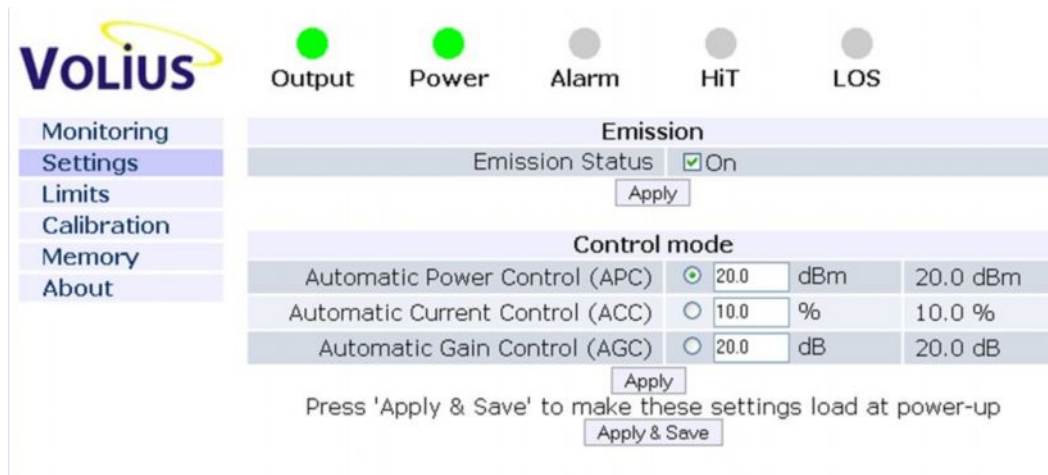 VOLIUS
Output Power Alarm HiT LOS
Monitoring
Settings
Limits
Calibration
Memory
About
Emission
Emission Status On
Apply
Control mode
Automatic Power Control (APC) 20.0 dBm 20.0 dBm
Automatic Current Control (ACC) 10.0 % 10.0 %
Automatic Gain Control (AGC) 20.0 dB 20.0 dB
Apply
Press 'Apply & Save' to make these settings load at power-up
Apply & Save